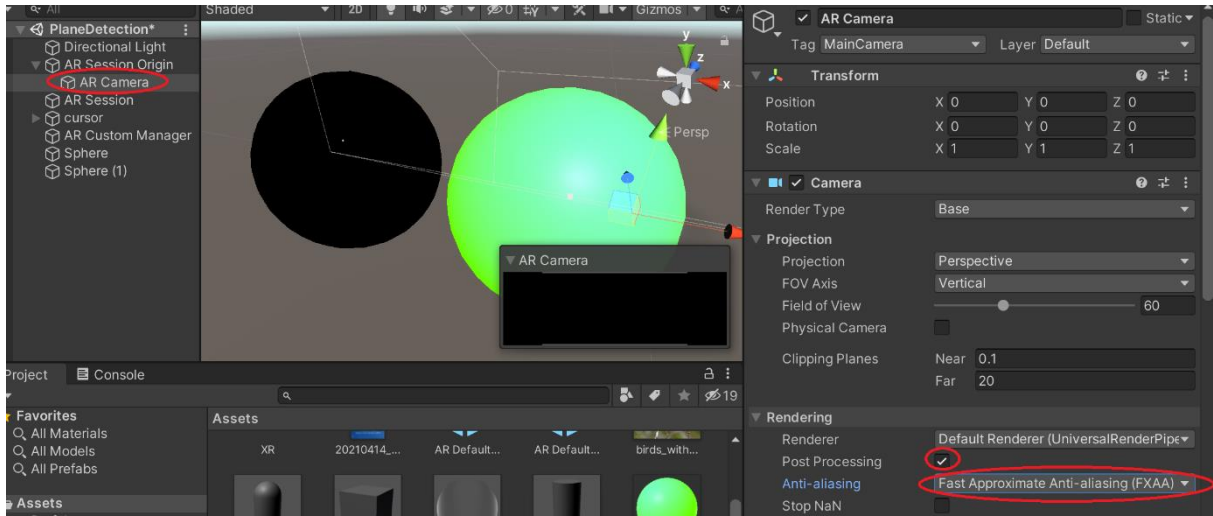 All
PlaneDetection*
Directional Light
AR Session Origin
AR Camera
AR Session
cursor
AR Custom Manager
Sphere
Sphere (1)
Shaded
2D
0
Gizmos
y
z
x
Persp
AR Camera
Project
Console
19
Favorites
All Materials
All Models
All Prefabs
Assets
Assets
XR
20210414_...
AR Default...
AR Default...
birds_with...
AR Camera
Static
Tag MainCamera
Layer Default
Transform
Position X 0 Y 0 Z 0
Rotation X 0 Y 0 Z 0
Scale X 1 Y 1 Z 1
Camera
Render Type Base
Projection
Projection Perspective
FOV Axis Vertical
Field of View 60
Physical Camera
Clipping Planes Near 0.1
Far 20
Rendering
Renderer Default Renderer (UniversalRenderPipe
Post Processing
Anti-aliasing Fast Approximate Anti-aliasing (FXAA)
Stop NaN